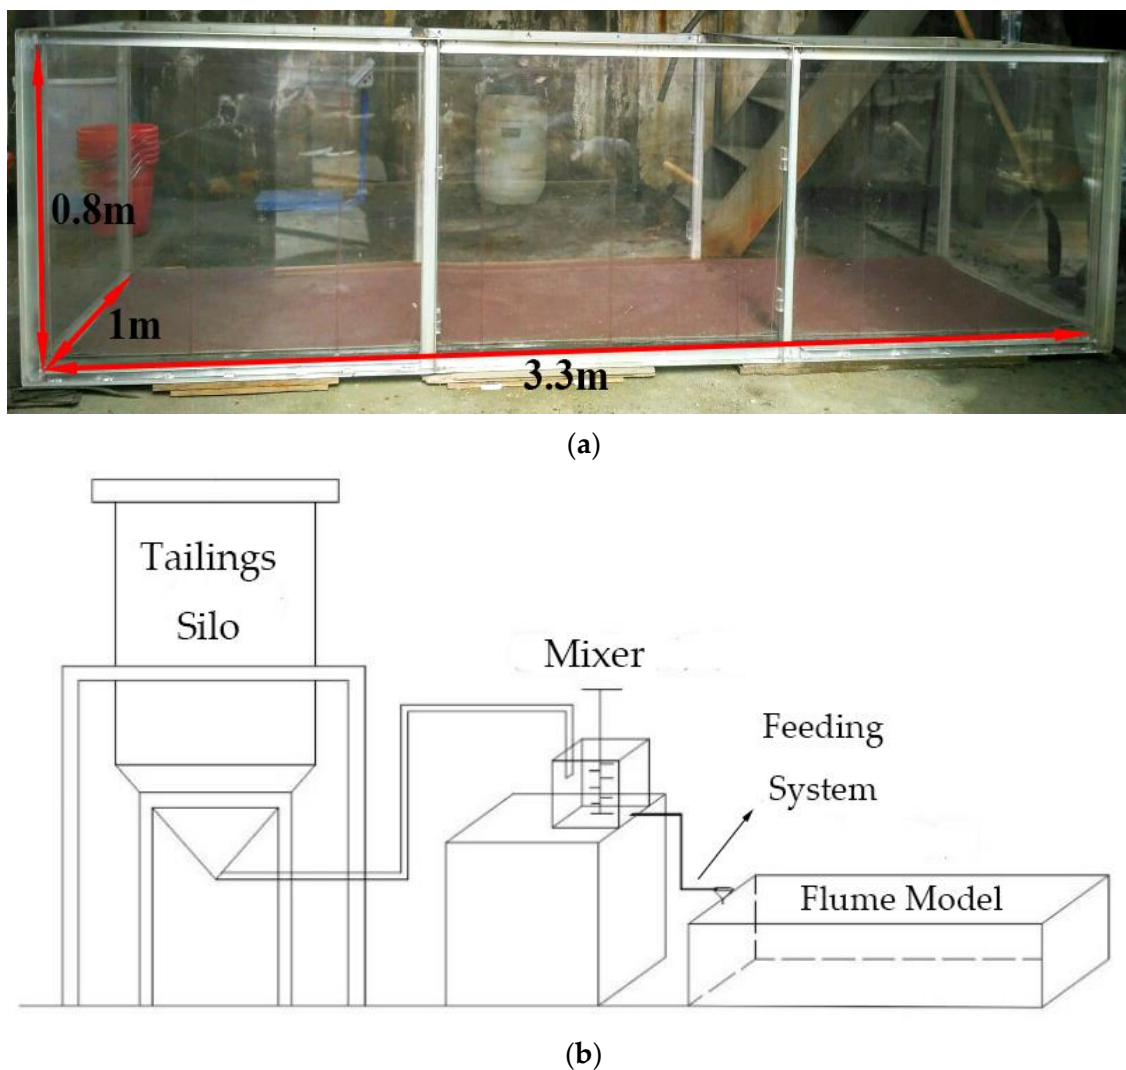 0.8m
1m
3.3m
(a)
Tailings
Silo
Mixer
Feeding
System
Flume Model
(b)